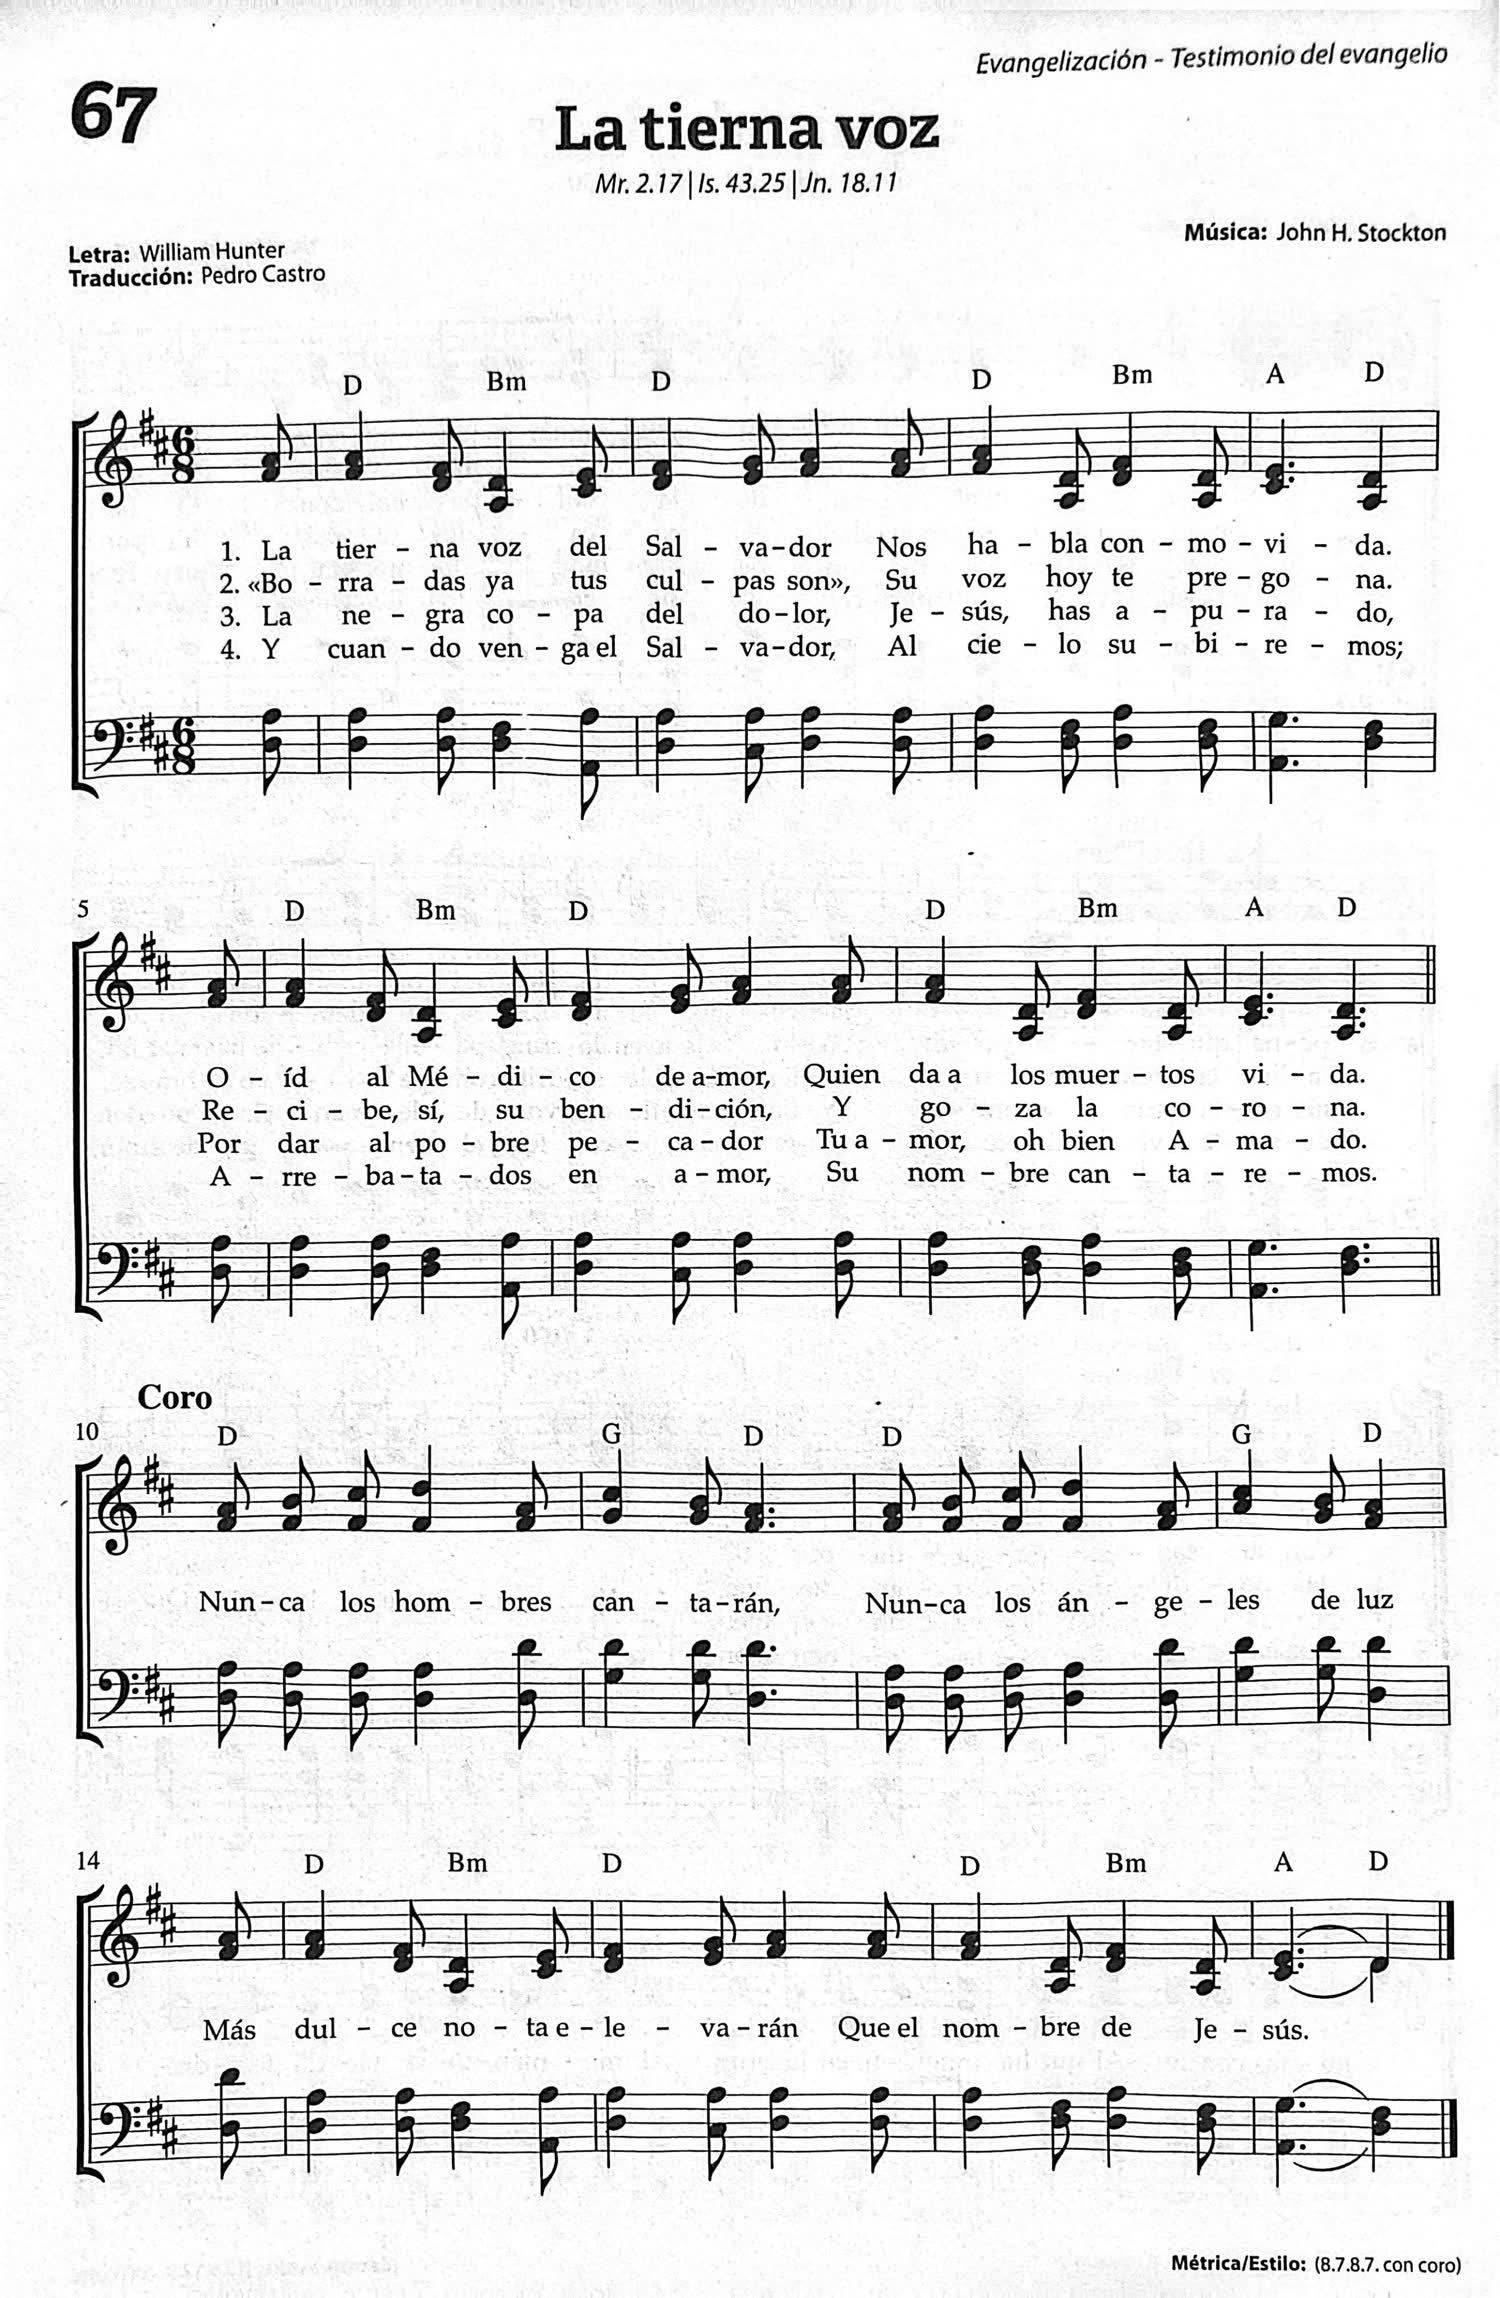 Evangelización - Testimonio del evangelio
67
La tierna voz
Mr. 2.17 | Is. 43.25 | Jn. 18.11
Letra: William Hunter
Música: John H. Stockton
Traducción: Pedro Castro
D Bm D D Bm A D
1. La tier – na voz del Sal – va–dor Nos ha – bla con – mo – vi – da.
2. «Bo – rra – das ya tus cul – pas son», Su voz hoy te pre – go – na.
3. La ne – gra co – pa del do–lor, Je – sús, has a – pu – ra – do,
4. Y cuan – do ven – ga el Sal – va–dor, Al cie – lo su – bi – re – mos;
5 D Bm D D Bm A D
O – íd al Mé – di – co de a–mor, Quien da a los muer – tos vi – da.
Re – ci – be, sí, su ben – di–ción, Y go – za la co – ro – na.
Por dar al po – bre pe – ca – dor Tu a – mor, oh bien A – ma – do.
A – rre – ba–ta – dos en a–mor, Su nom – bre can – ta – re – mos.
Coro
10 D G D D G D
Nun–ca los hom – bres can – ta–rán, Nun–ca los án – ge – les de luz
14 D Bm D D Bm A D
Más dul – ce no – ta e – le – va–rán Que el nom – bre de Je – sús.
Métrica/Estilo: (8.7.8.7. con coro)